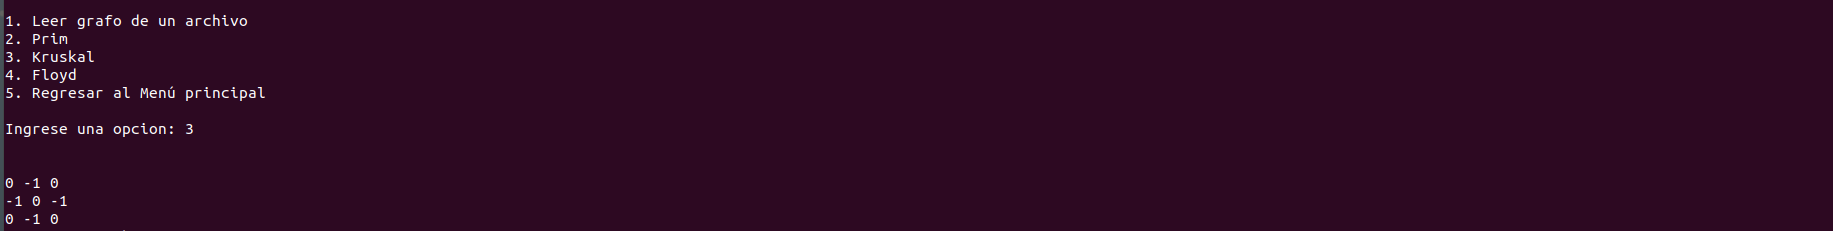 1. Leer grafo de un archivo
2. Prim
3. Kruskal
4. Floyd
5. Regresar al Menú principal
Ingrese una opcion: 3
0 -1 0
-1 0 -1
0 -1 0